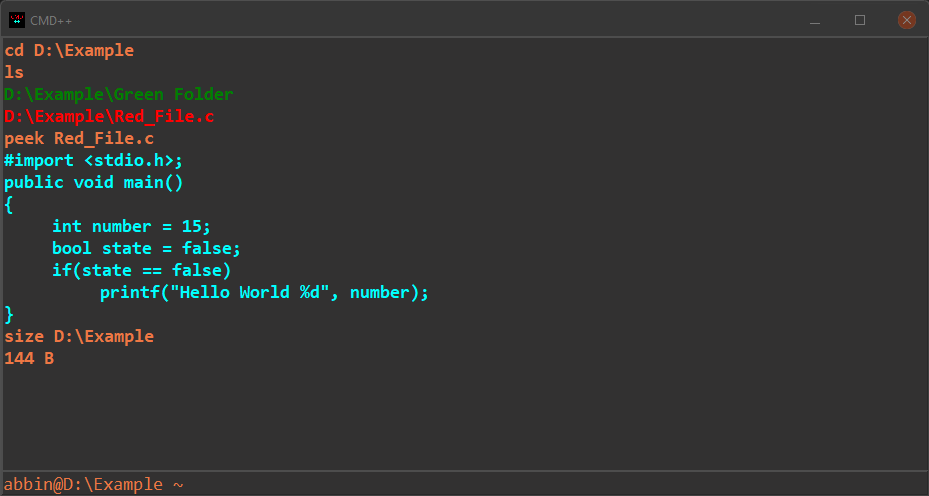 CMD++
cd D:\Example
ls
D:\Example\Green Folder
D:\Example\Red_File.c
peek Red_File.c
#import <stdio.h>;
public void main()
{
int number = 15;
bool state = false;
if(state == false)
printf("Hello World %d", number);
}
size D:\Example
144 B
abbin@D:\Example ~